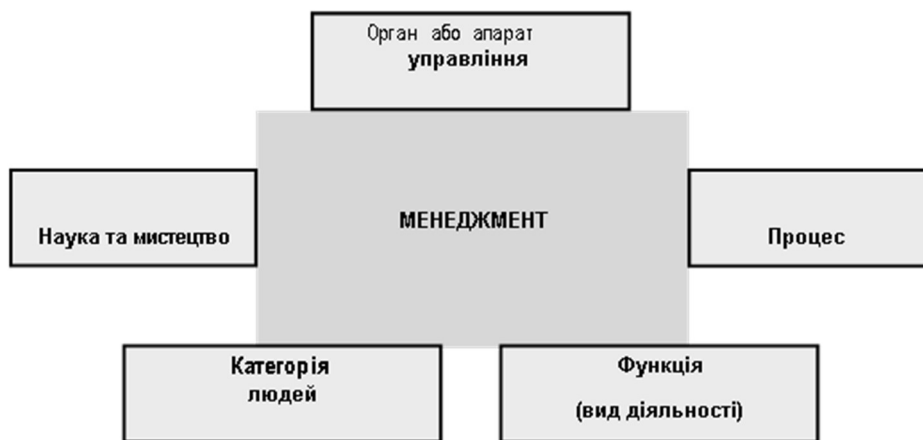 Орган або апарат
управління
Наука та мистецтво
МЕНЕДЖМЕНТ
Процес
Категорія
людей
Функція
(вид діяльності)